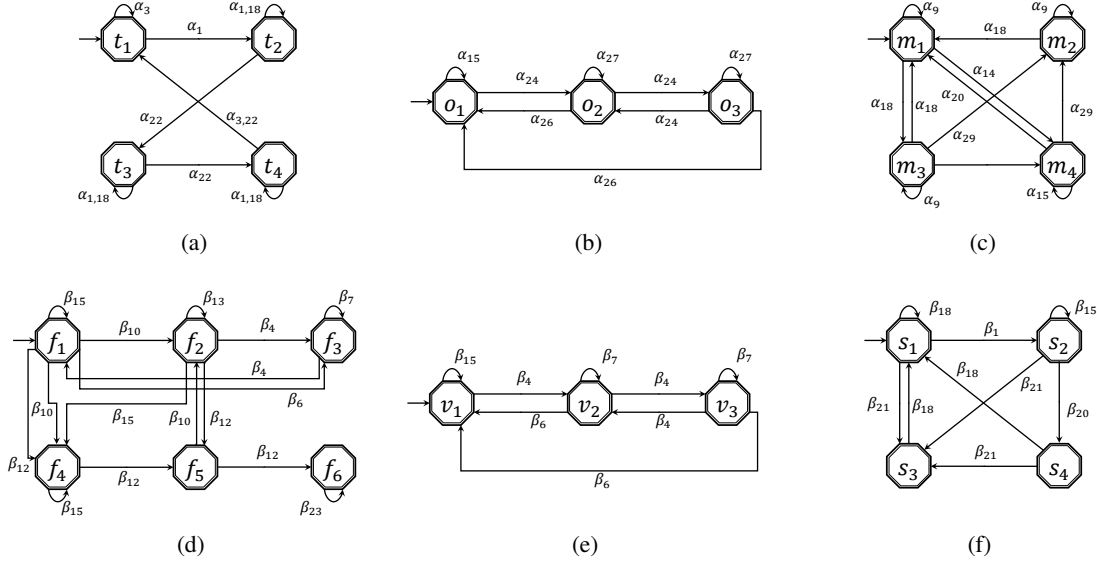 α₃ α₁,₁₈
t₁ α₁ t₂
α₂₂ α₃,₂₂
t₃ α₂₂ t₄
α₁,₁₈ α₁,₁₈
(a)
α₁₅ α₂₇ α₂₇
α₂₄ α₂₄
o₁ o₂ o₃
α₂₆ α₂₄
α₂₆
(b)
α₉ α₉
m₁ α₁₈ m₂
α₁₄
α₁₈ α₁₈ α₂₀ α₂₉
α₂₉
m₃ m₄
α₉ α₁₅
(c)
β₁₅ β₁₃ β₇
f₁ β₁₀ f₂ β₄ f₃
β₄
β₆
β₁₀ β₁₅ β₁₀ β₁₂
β₁₂ f₄ β₁₂ f₅ β₁₂ f₆
β₁₅ β₂₃
(d)
β₁₅ β₇ β₇
β₄ β₄
v₁ v₂ v₃
β₆ β₄
β₆
(e)
β₁₈ β₁₅
s₁ β₁ s₂
β₁₈ β₂₁
β₂₁ β₁₈ β₂₀
s₃ β₂₁ s₄
(f)